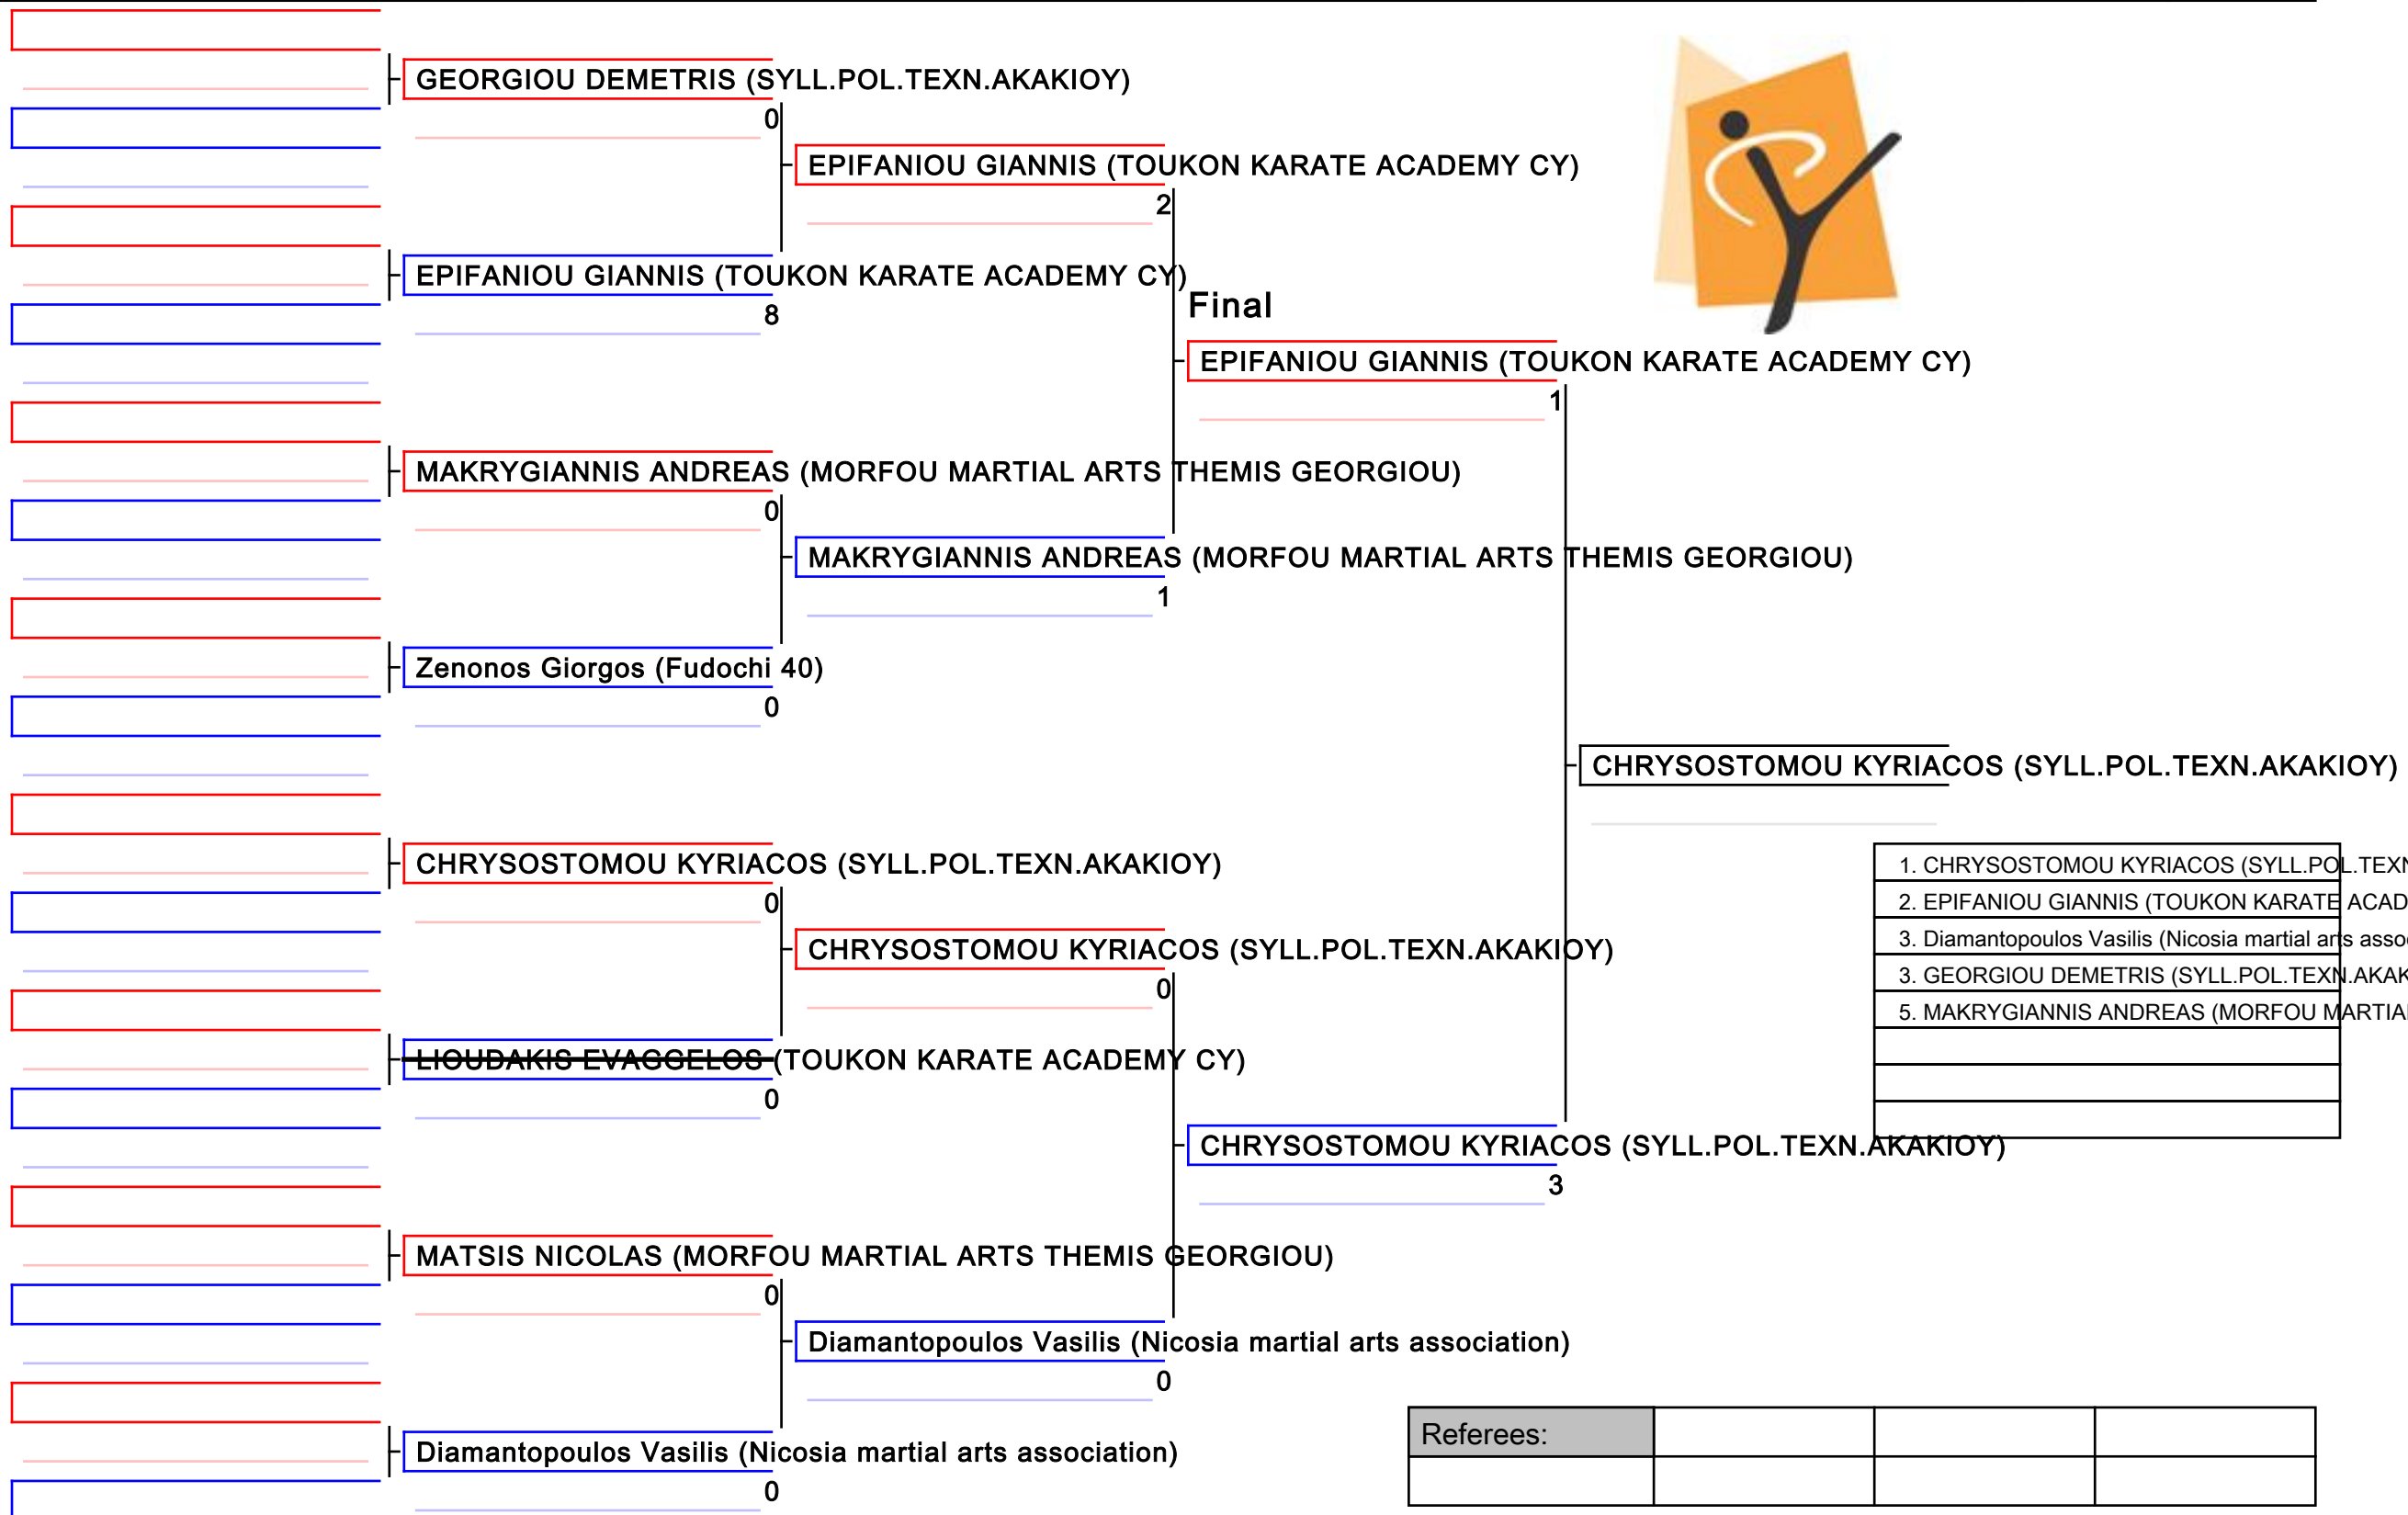 GEORGIOU DEMETRIS (SYLL.POL.TEXN.AKAKIOY)
0
EPIFANIOU GIANNIS (TOUKON KARATE ACADEMY CY)
2
EPIFANIOU GIANNIS (TOUKON KARATE ACADEMY CY)
8
Final
EPIFANIOU GIANNIS (TOUKON KARATE ACADEMY CY)
1
MAKRYGIANNIS ANDREAS (MORFOU MARTIAL ARTS THEMIS GEORGIOU)
0
MAKRYGIANNIS ANDREAS (MORFOU MARTIAL ARTS THEMIS GEORGIOU)
1
Zenonos Giorgos (Fudochi 40)
0
CHRYSOSTOMOU KYRIACOS (SYLL.POL.TEXN.AKAKIOY)
CHRYSOSTOMOU KYRIACOS (SYLL.POL.TEXN.AKAKIOY)
0
1. CHRYSOSTOMOU KYRIACOS (SYLL.POL.TEXN
2. EPIFANIOU GIANNIS (TOUKON KARATE ACAD
3. Diamantopoulos Vasilis (Nicosia martial arts asso
3. GEORGIOU DEMETRIS (SYLL.POL.TEXN.AKAK
5. MAKRYGIANNIS ANDREAS (MORFOU MARTIAL
CHRYSOSTOMOU KYRIACOS (SYLL.POL.TEXN.AKAKIOY)
0
LIOUDAKIS EVAGGELOS (TOUKON KARATE ACADEMY CY)
0
CHRYSOSTOMOU KYRIACOS (SYLL.POL.TEXN.AKAKIOY)
3
MATSIS NICOLAS (MORFOU MARTIAL ARTS THEMIS GEORGIOU)
0
Diamantopoulos Vasilis (Nicosia martial arts association)
0
Diamantopoulos Vasilis (Nicosia martial arts association)
0
Referees: